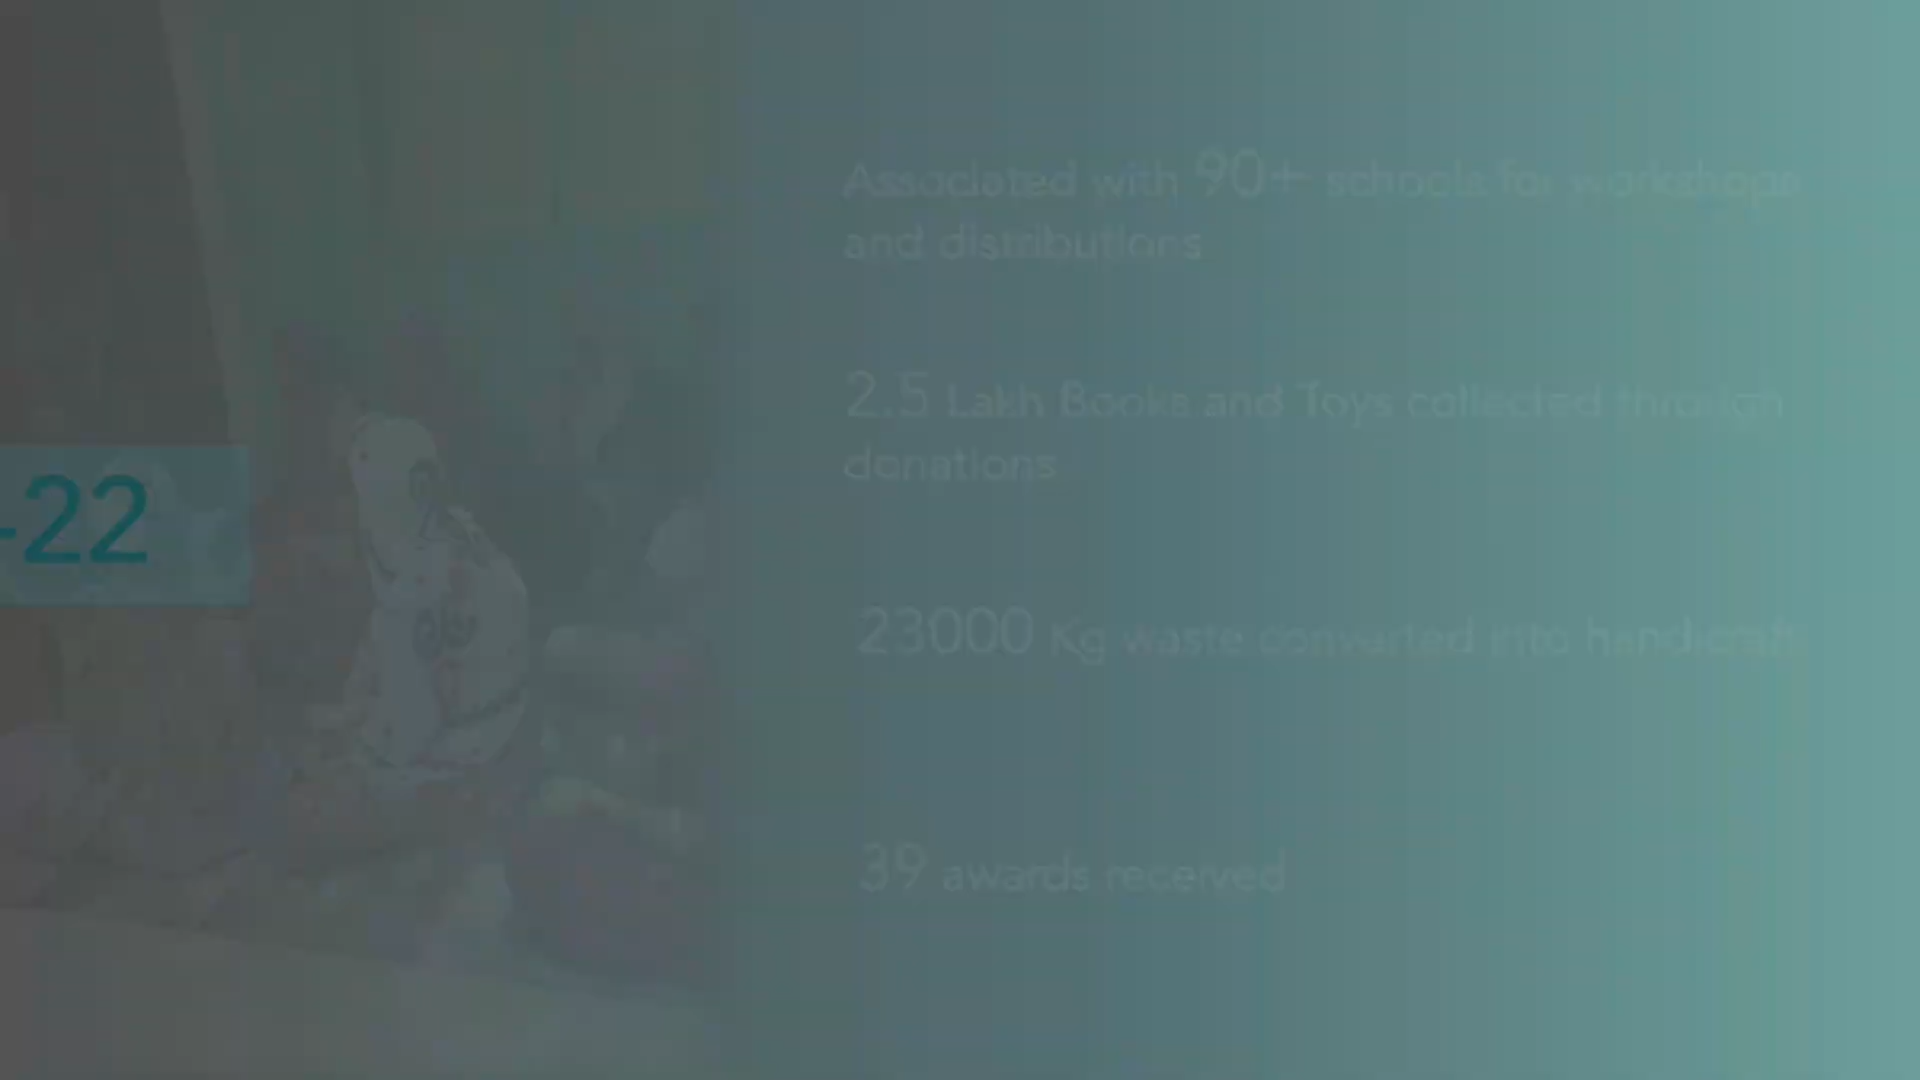 -22
Associated with 90+ schools for workshops
and distributions
2.5 Lakh Books and Toys collected through
donations
23000 Kg waste converted into handicraft
39 awards received